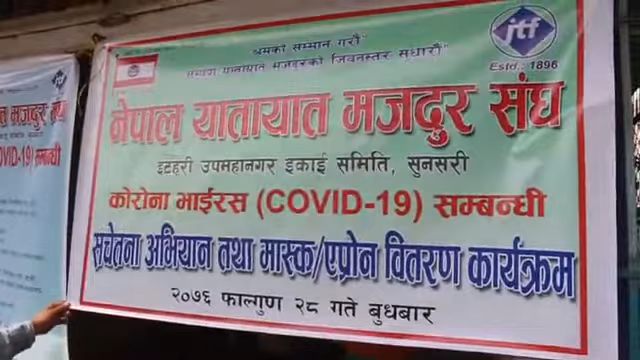 "श्रमको सम्मान गरौं
itf
Estd.: 1896
समग्र यातायात मजदुरको जिवनस्तर सुधारौं"
नेपाल यातायात मजदुर संघ
इटहरी उपमहानगर इकाई समिति, सुनसरी
कोरोना भाईरस (COVID-19) सम्बन्धी
सचेतना अभियान तथा मास्क/एप्रोन वितरण कार्यक्रम
२०७६ फाल्गुण २८ गते बुधबार
मजदुर
VID-19) सम्बन्धी